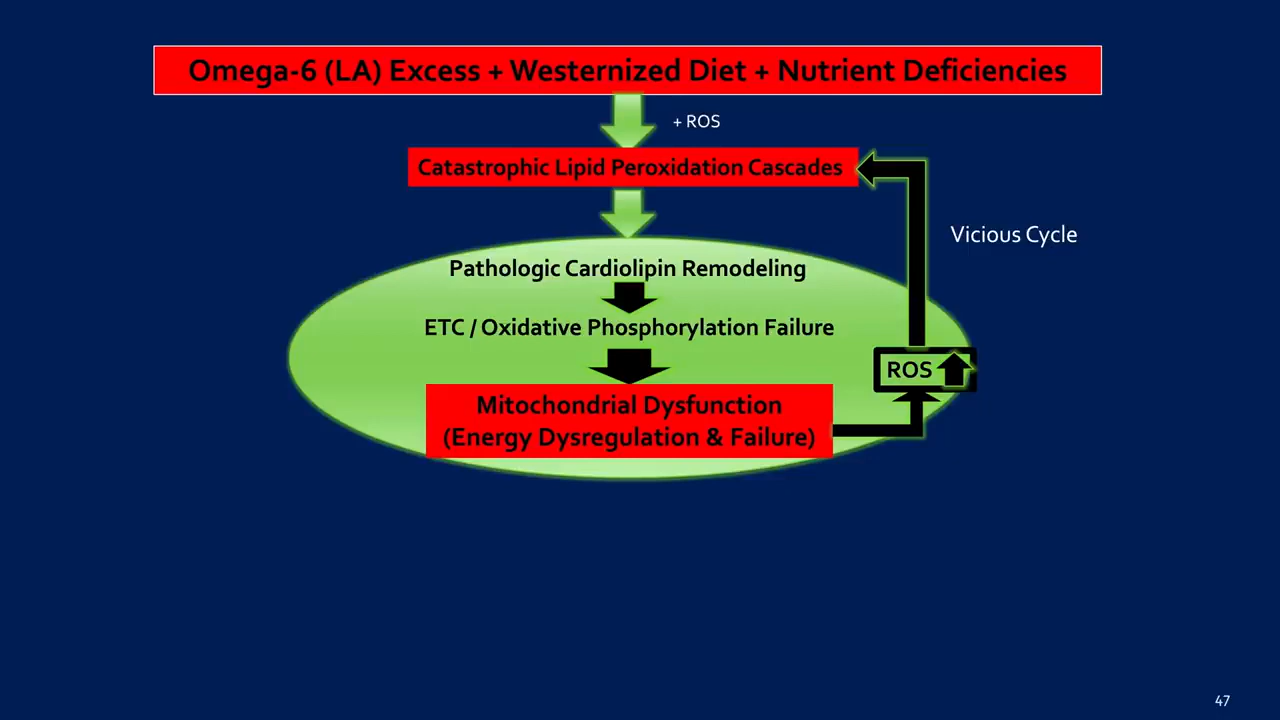 Omega-6 (LA) Excess + Westernized Diet + Nutrient Deficiencies
+ ROS
Catastrophic Lipid Peroxidation Cascades
Vicious Cycle
Pathologic Cardiolipin Remodeling
ETC / Oxidative Phosphorylation Failure
ROS
Mitochondrial Dysfunction
(Energy Dysregulation & Failure)
47